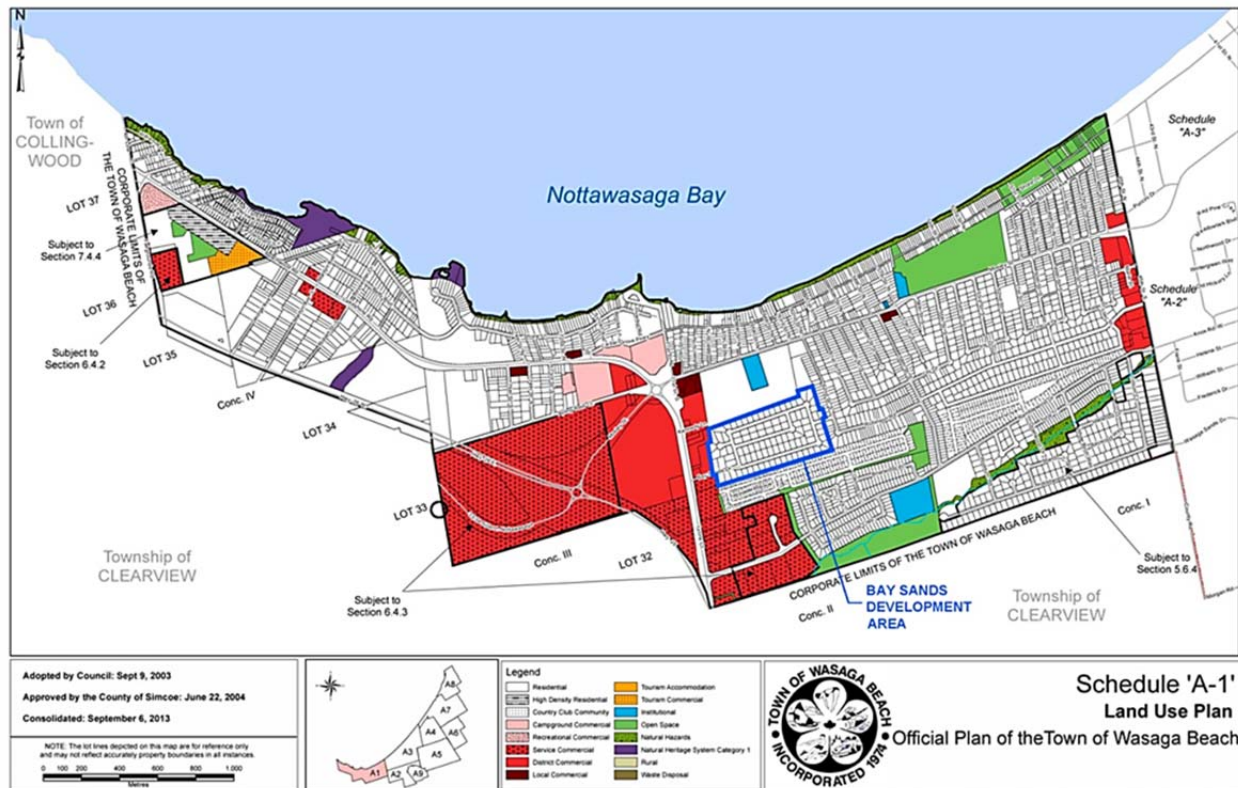 N
Town of
COLLING-
WOOD
CORPORATE LIMITS OF
THE TOWN OF WASAGA BEACH
LOT 37
Subject to
Section 7.4.4
LOT 36
Subject to
Section 6.4.2
LOT 35
Conc. IV
LOT 34
LOT 33
Conc. III
LOT 32
Subject to
Section 6.4.3
Township of
CLEARVIEW
Nottawasaga Bay
Schedule
"A-3"
Schedule
"A-2"
Conc. I
CORPORATE LIMITS OF THE TOWN OF WASAGA BEACH
Conc. II
Subject to
Section 5.6.4
BAY SANDS
DEVELOPMENT
AREA
Township of
CLEARVIEW
Adopted by Council: Sept 9, 2003
Approved by the County of Simcoe: June 22, 2004
Consolidated: September 6, 2013
NOTE: The lot lines depicted on this map are for reference only
and may not reflect accurately property boundaries in all instances.
0 100 200 400 600 800 1,000
Metres
A8
A7
A4
A6
A3
A5
A1
A2
A9
Legend
Residential
High Density Residential
Country Club Community
Campground Commercial
Recreational Commercial
Service Commercial
District Commercial
Local Commercial
Tourism Accommodation
Tourism Commercial
Institutional
Open Space
Natural Hazards
Natural Heritage System Category 1
Rural
Waste Disposal
TOWN OF WASAGA BEACH
INCORPORATED 1974
Schedule 'A-1'
Land Use Plan
Official Plan of theTown of Wasaga Beach